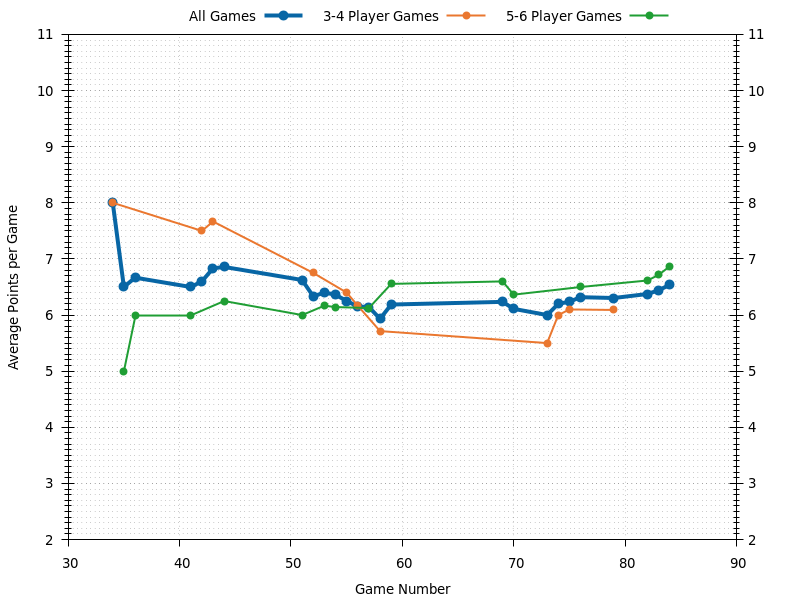 All Games 3-4 Player Games 5-6 Player Games
11 11
10 10
9 9
8 8
7 7
6 6
5 5
4 4
3 3
2 2
Average Points per Game
30 40 50 60 70 80 90
Game Number